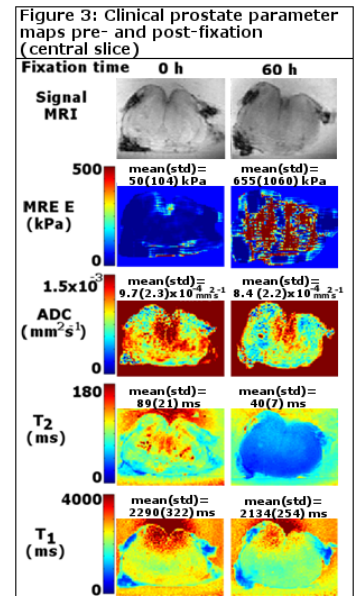 Figure 3: Clinical prostate parameter
maps pre- and post-fixation
(central slice)
Fixation time 0 h 60 h
Signal
MRI
500 mean(std)= mean(std)=
50(104) kPa 655(1060) kPa
MRE E
(kPa)
0
1.5x10-3 mean(std)= mean(std)=
9.7(2.3)x10-4 mm2s-1 8.4 (2.2)x10-4 mm2s-1
ADC
(mm2s-1)
0
180 mean(std)= mean(std)=
89(21) ms 40(7) ms
T2
(ms)
0
4000 mean(std)= mean(std)=
2290(322) ms 2134(254) ms
T1
(ms)
0